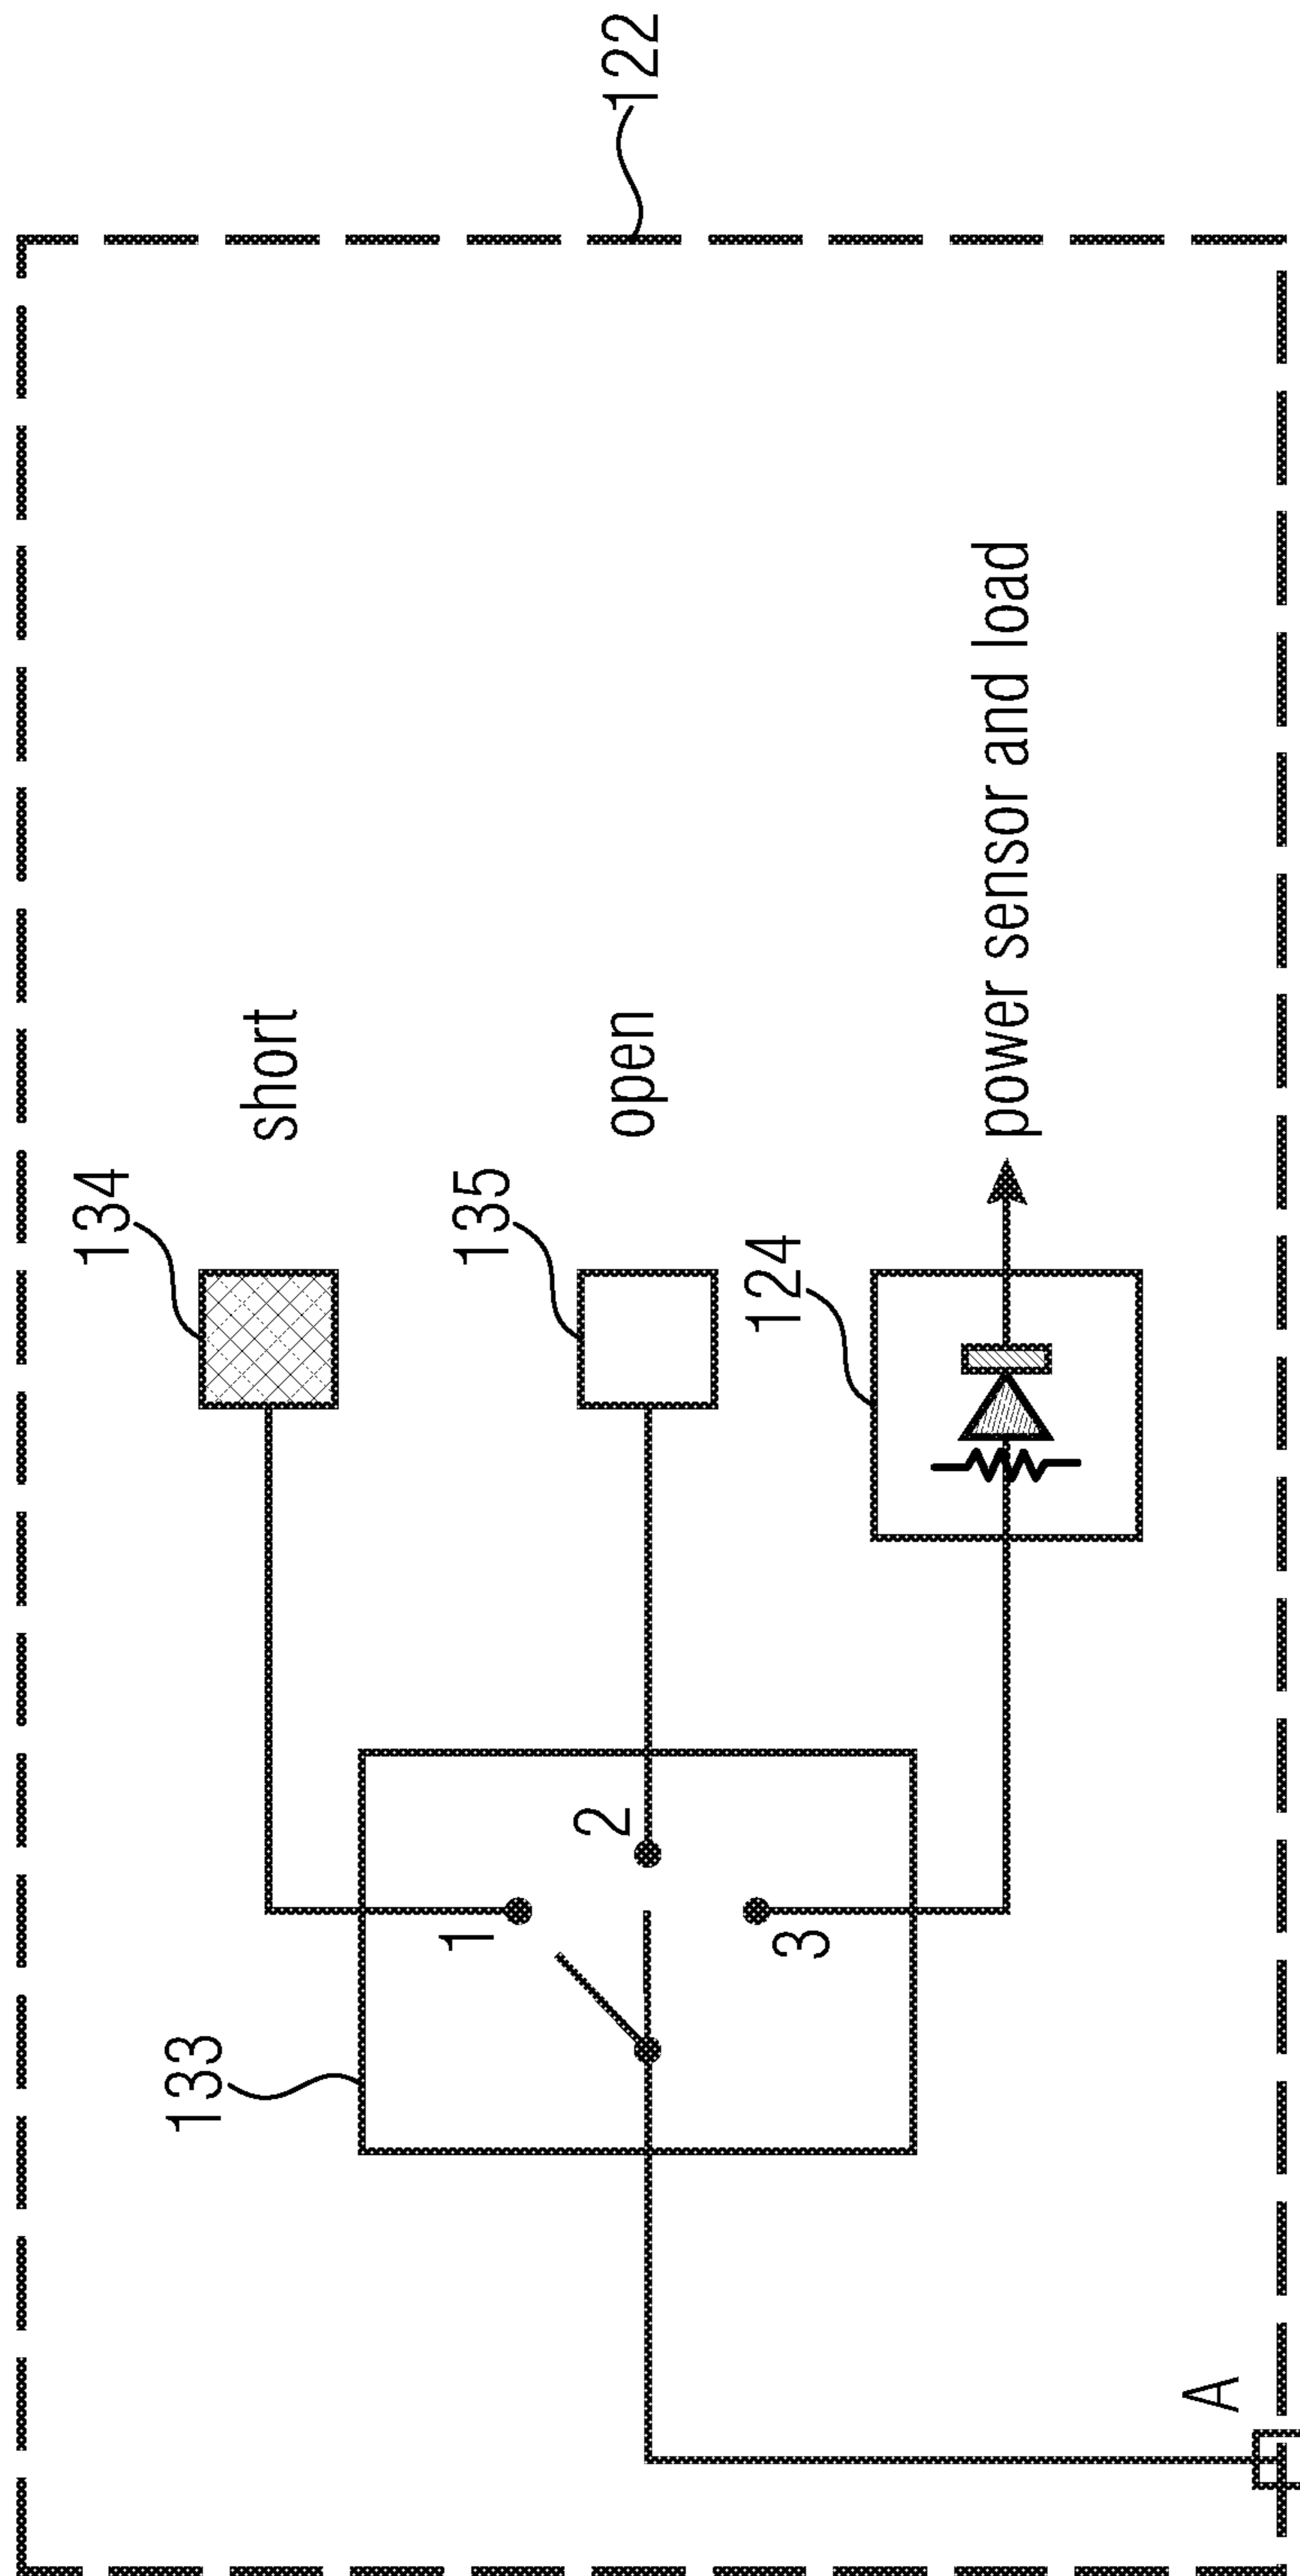 122
134
short
135
open
124
power sensor and load
133
1
2
3
A